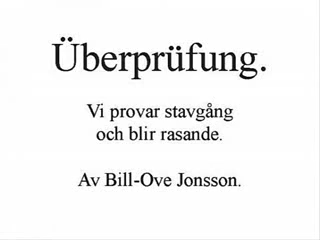 Überprüfung.
Vi provar stavgång
och blir rasande.
Av Bill-Ove Jonsson.